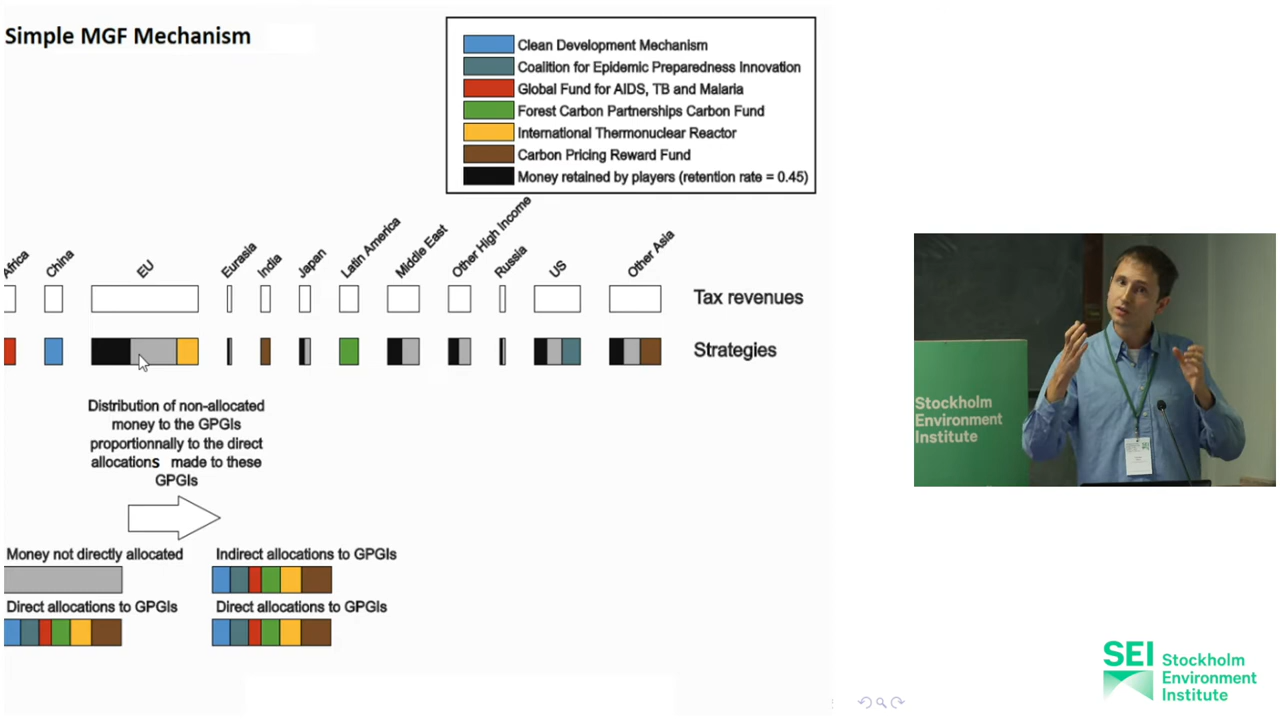 Simple MGF Mechanism
Clean Development Mechanism
Coalition for Epidemic Preparedness Innovation
Global Fund for AIDS, TB and Malaria
Forest Carbon Partnerships Carbon Fund
International Thermonuclear Reactor
Carbon Pricing Reward Fund
Money retained by players (retention rate = 0.45)
Africa
China
EU
Eurasia
India
Japan
Latin America
Middle East
Other High Income
Russia
US
Other Asia
Tax revenues
Strategies
Distribution of non-allocated
money to the GPGIs
proportionnally to the direct
allocations made to these
GPGIs
Money not directly allocated
Indirect allocations to GPGIs
Direct allocations to GPGIs
Direct allocations to GPGIs
Stockholm
Environment
Institute
SEI Stockholm
Environment
Institute